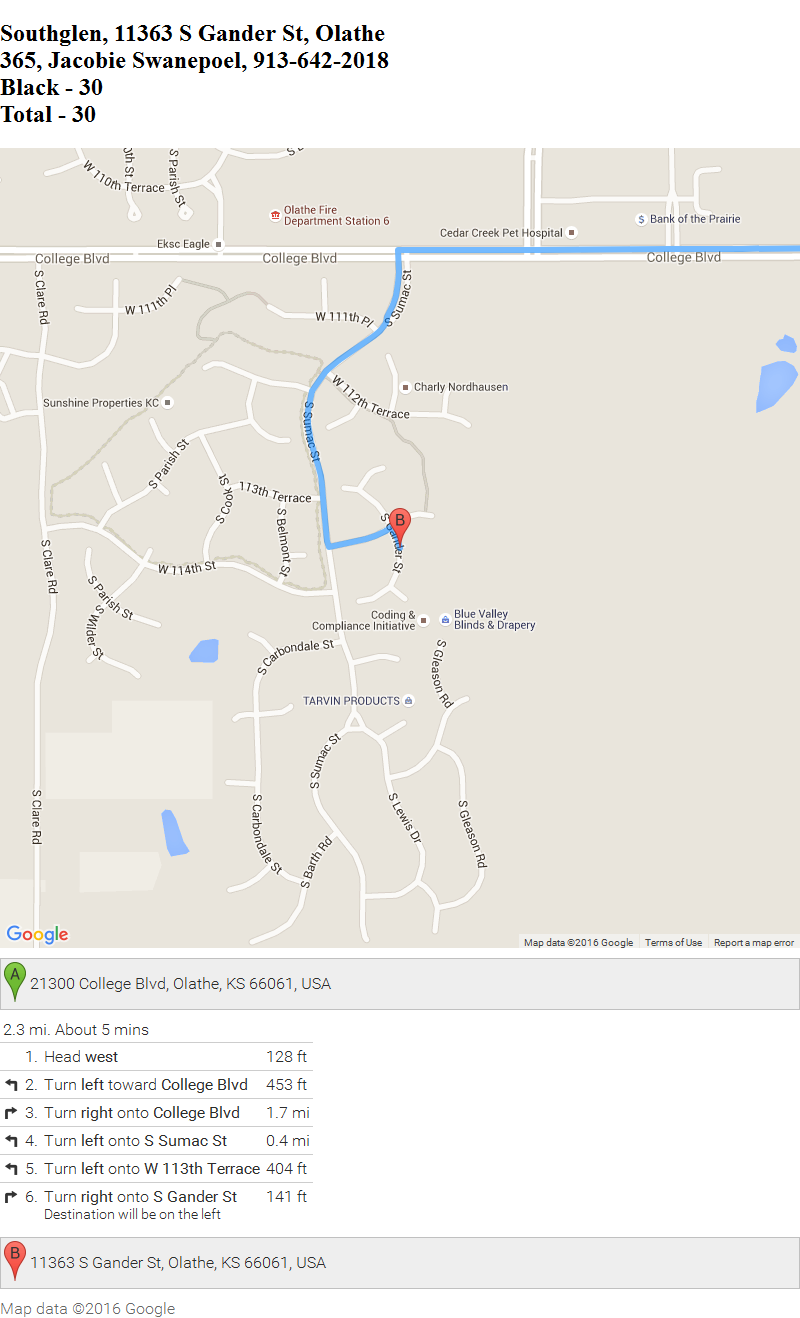 Southglen, 11363 S Gander St, Olathe
365, Jacobie Swanepoel, 913-642-2018
Black - 30
Total - 30
W 110th Terrace
0th St
S Parish St
S D
Olathe Fire
Department Station 6
Eksc Eagle
Cedar Creek Pet Hospital
$ Bank of the Prairie
College Blvd
College Blvd
College Blvd
S Clare Rd
W 111th Pl
W 111th Pl
S Sumac St
Sunshine Properties KC
W 112th Terrace
Charly Nordhausen
S Sumac St
S Parish St
S Cook St
113th Terrace
S Belmont St
B
S Gander St
S Clare Rd
W 114th St
S Parish St
S Wilder St
Coding &
Compliance Initiative
Blue Valley
Blinds & Drapery
S Carbondale St
S Gleason Rd
TARVIN PRODUCTS
S Sumac St
S Clare Rd
S Carbondale St
S Barth Rd
S Lewis Dr
S Gleason Rd
Google
Map data ©2016 Google Terms of Use Report a map error
A 21300 College Blvd, Olathe, KS 66061, USA
2.3 mi. About 5 mins
1. Head west 128 ft
2. Turn left toward College Blvd 453 ft
3. Turn right onto College Blvd 1.7 mi
4. Turn left onto S Sumac St 0.4 mi
5. Turn left onto W 113th Terrace 404 ft
6. Turn right onto S Gander St 141 ft
Destination will be on the left
B 11363 S Gander St, Olathe, KS 66061, USA
Map data ©2016 Google